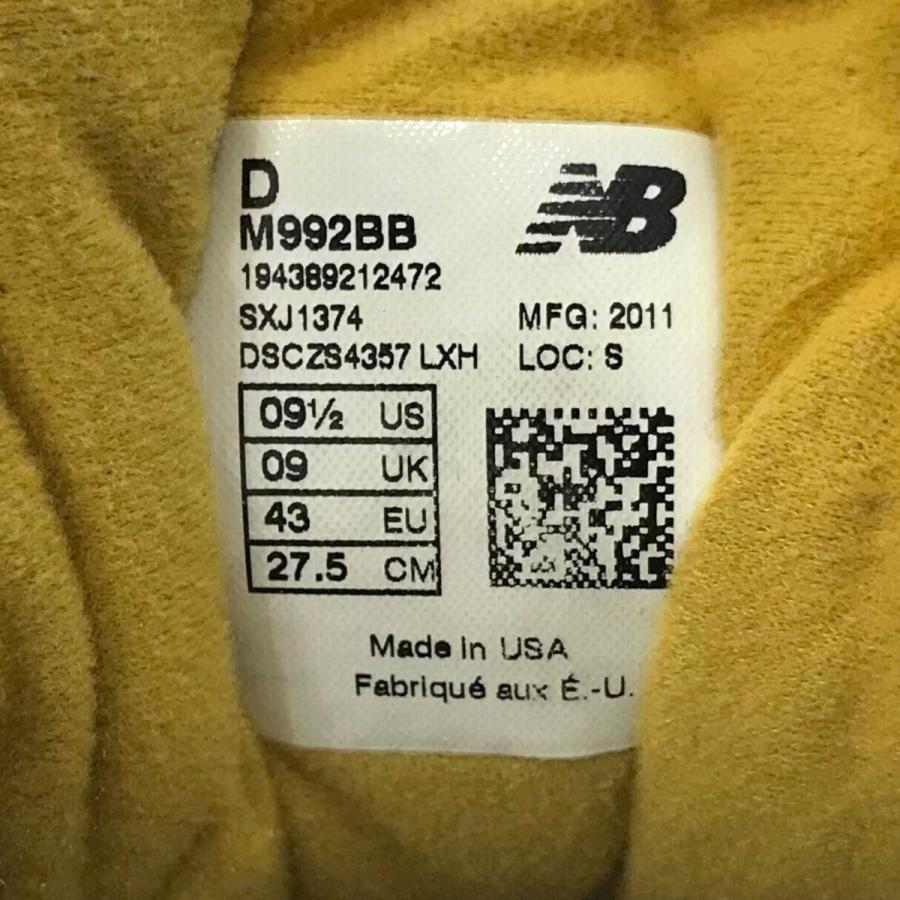 D
NB
M992BB
194389212472
SXJ1374
MFG: 2011
DSCZS4357 LXH
LOC: S
09½ US
09 UK
43 EU
27.5 CM
Made in USA
Fabriqué aux É.-U.